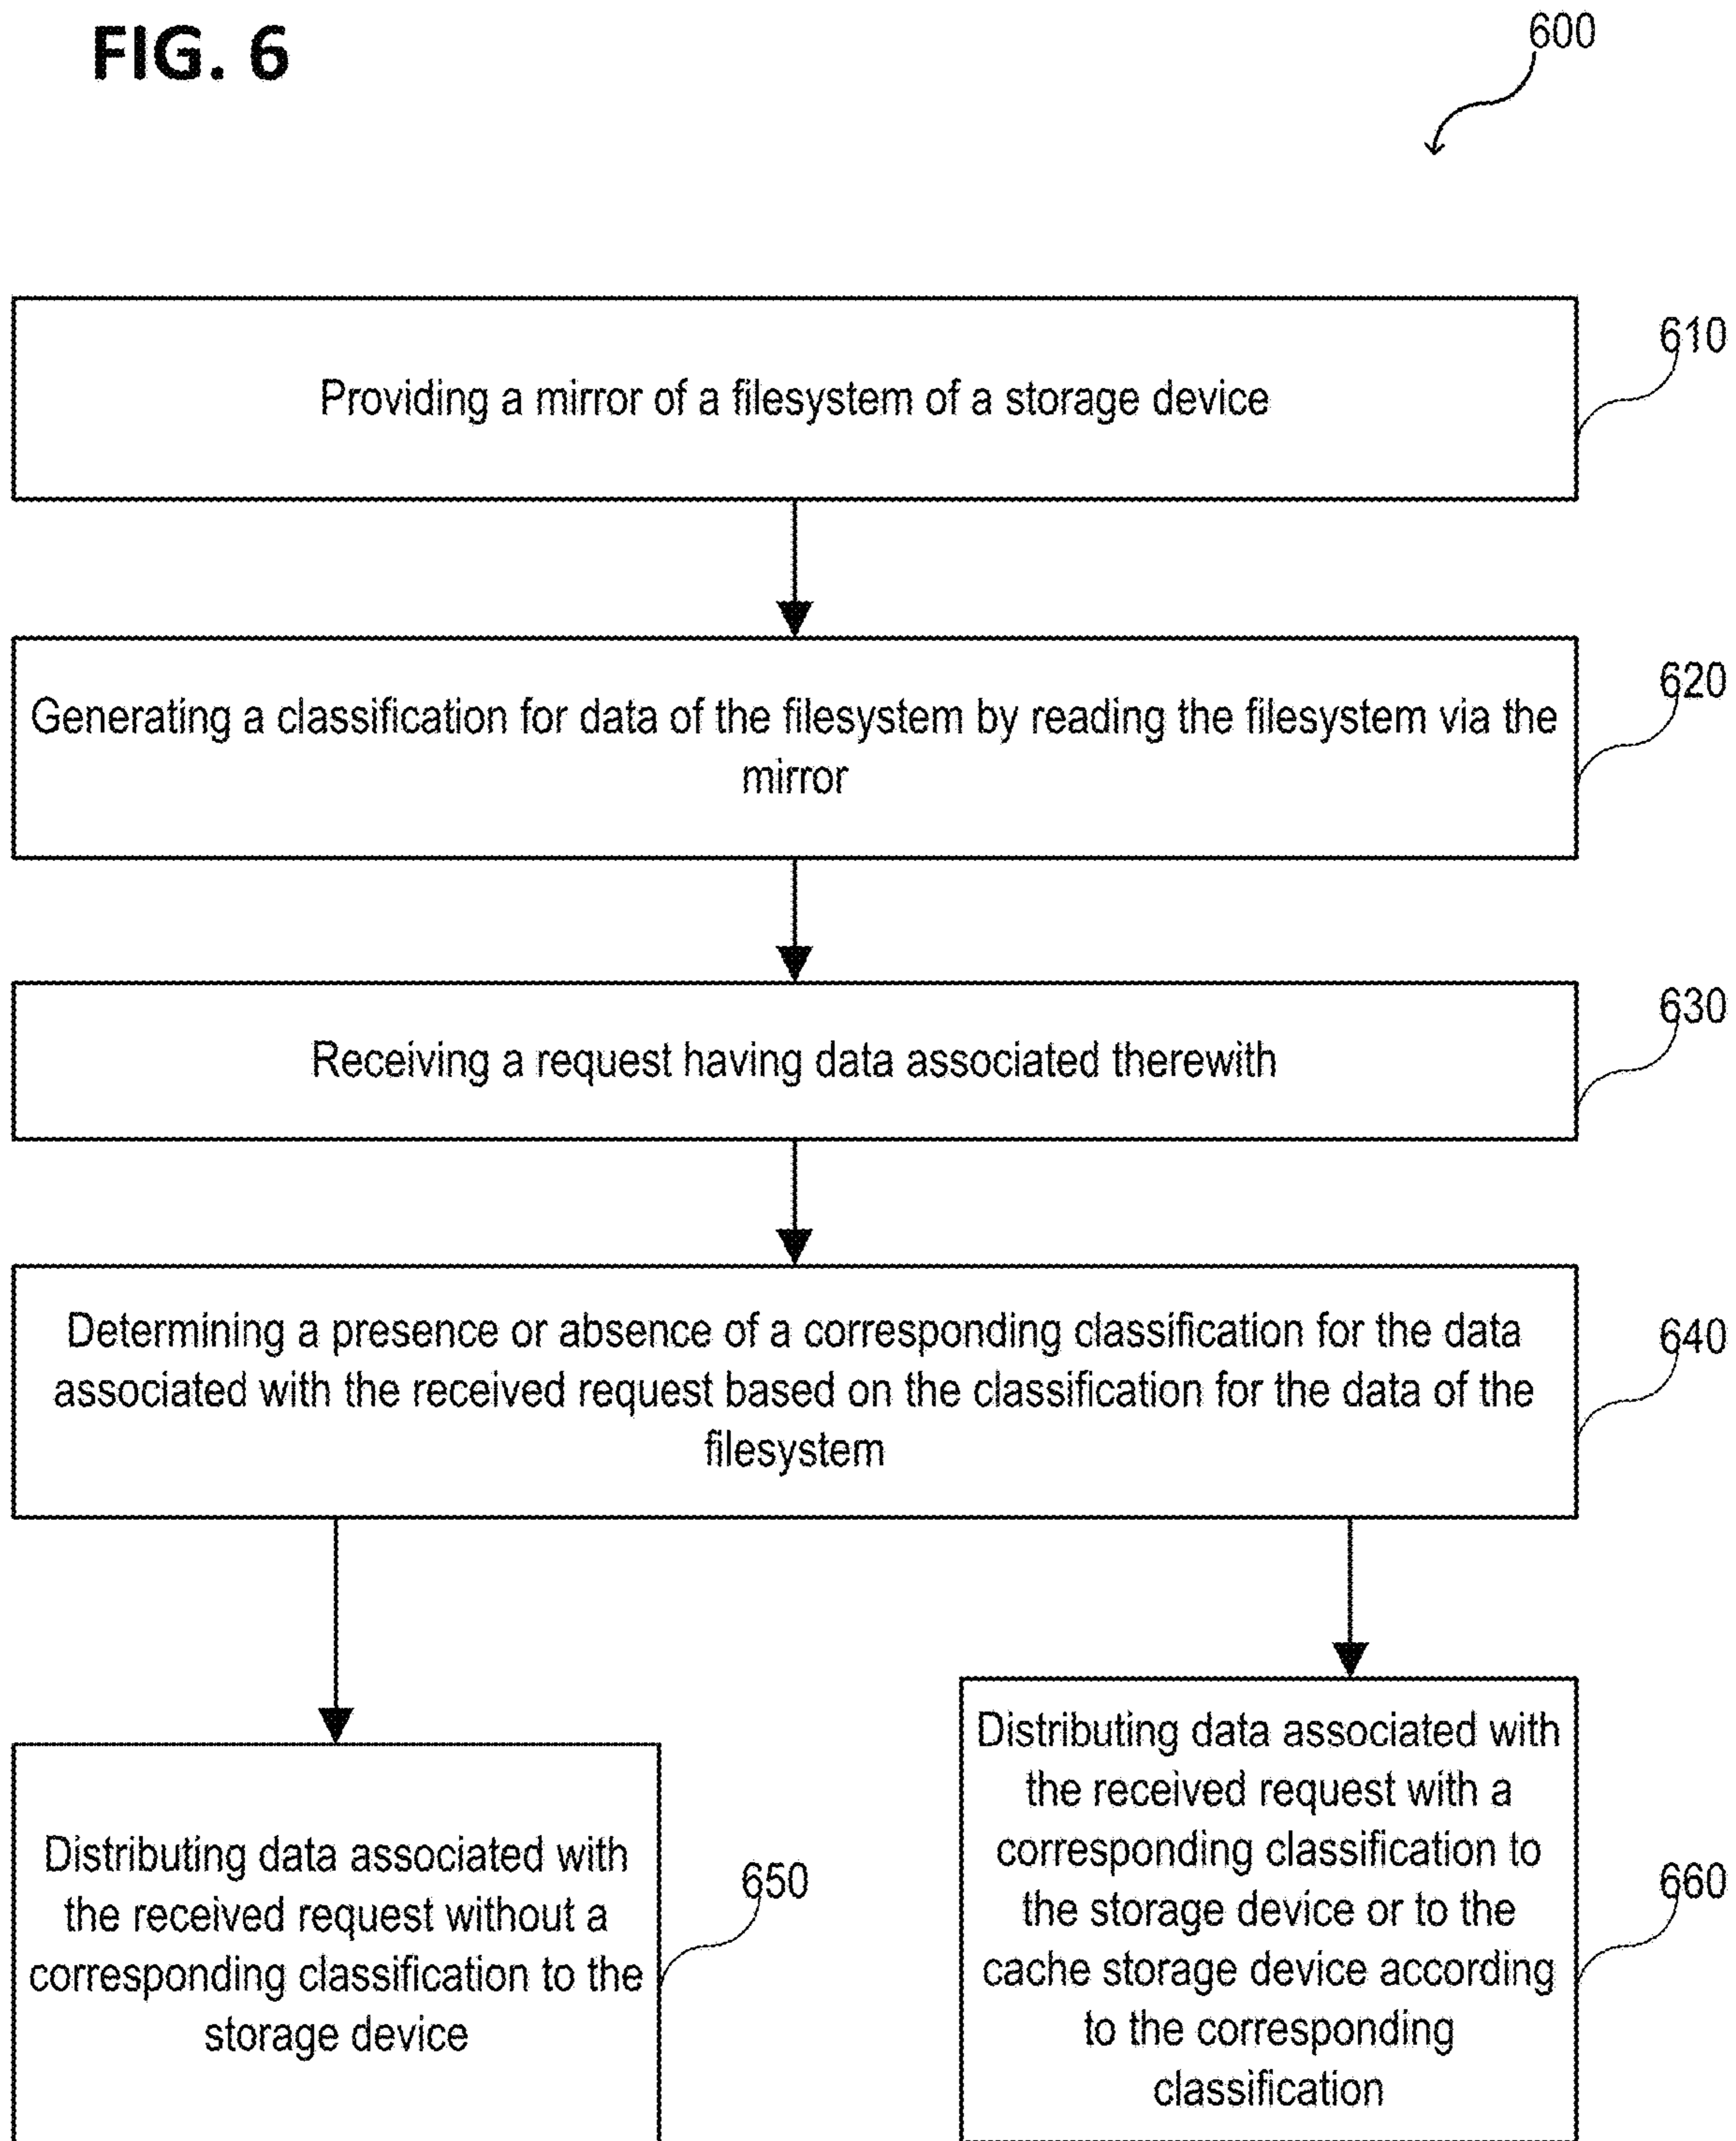 FIG. 6
600
Providing a mirror of a filesystem of a storage device
610
Generating a classification for data of the filesystem by reading the filesystem via the
mirror
620
Receiving a request having data associated therewith
630
Determining a presence or absence of a corresponding classification for the data
associated with the received request based on the classification for the data of the
filesystem
640
Distributing data associated with
the received request without a
corresponding classification to the
storage device
650
Distributing data associated with
the received request with a
corresponding classification to
the storage device or to the
cache storage device according
to the corresponding
classification
660